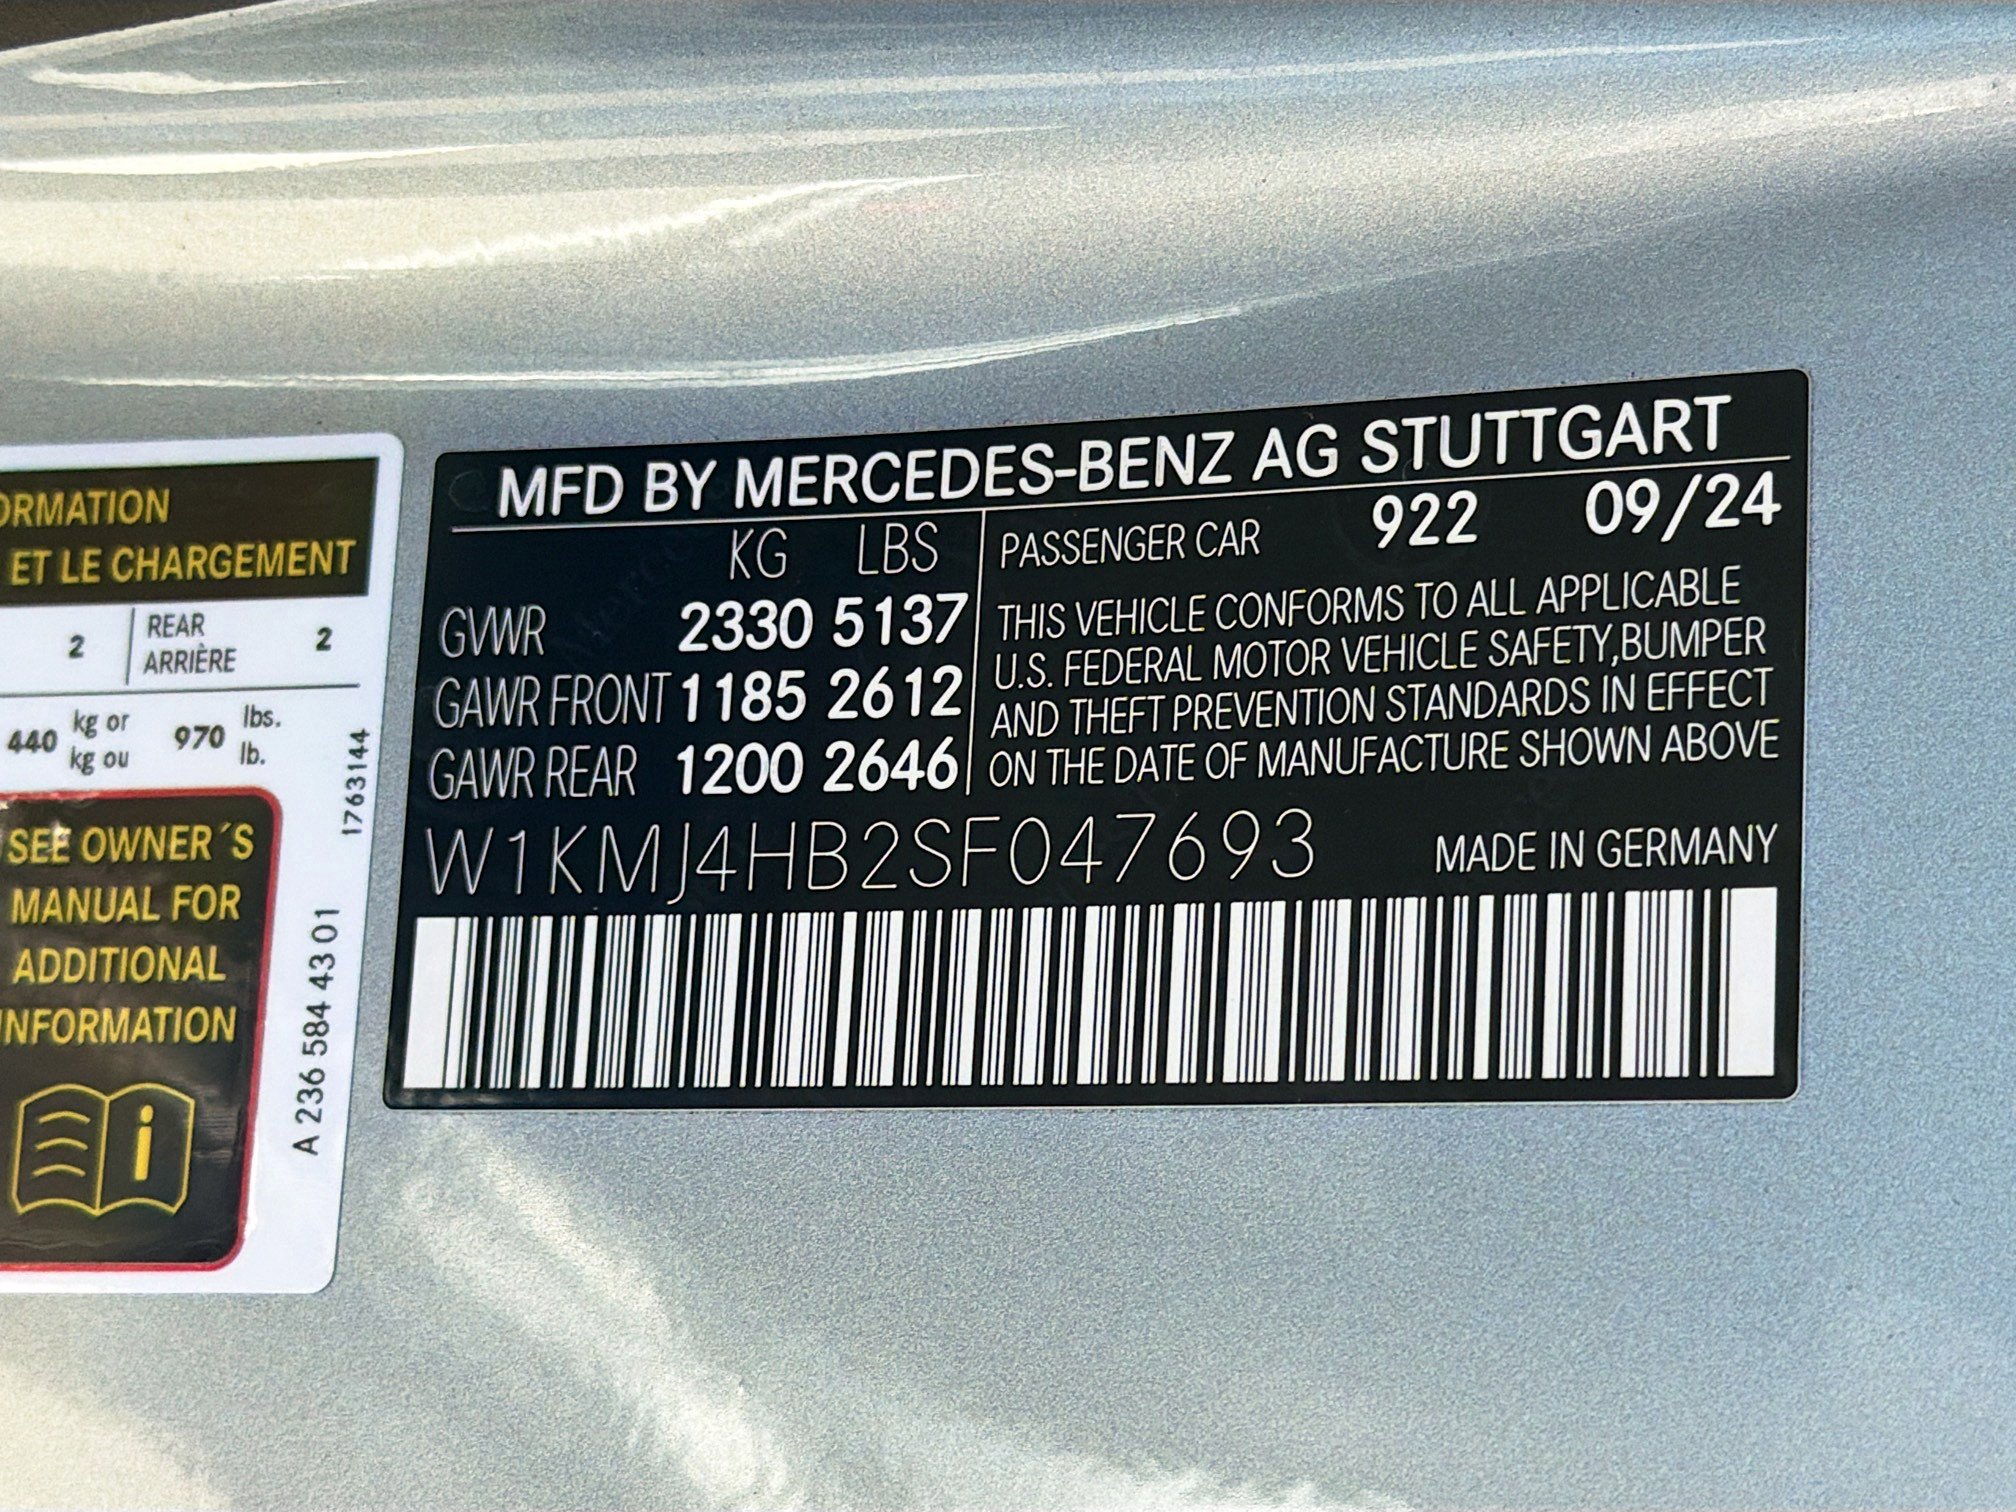 ORMATION
ET LE CHARGEMENT
2 REAR 2
ARRIÈRE
440 kg or 970 lbs.
kg ou lb.
SEE OWNER´S
MANUAL FOR
ADDITIONAL
INFORMATION
i
1763144
A 236 584 43 01
MFD BY MERCEDES-BENZ AG STUTTGART
KG LBS
GVWR 2330 5137
GAWR FRONT 1185 2612
GAWR REAR 1200 2646
PASSENGER CAR 922 09/24
THIS VEHICLE CONFORMS TO ALL APPLICABLE
U.S. FEDERAL MOTOR VEHICLE SAFETY,BUMPER
AND THEFT PREVENTION STANDARDS IN EFFECT
ON THE DATE OF MANUFACTURE SHOWN ABOVE
W1KMJ4HB2SF047693
MADE IN GERMANY